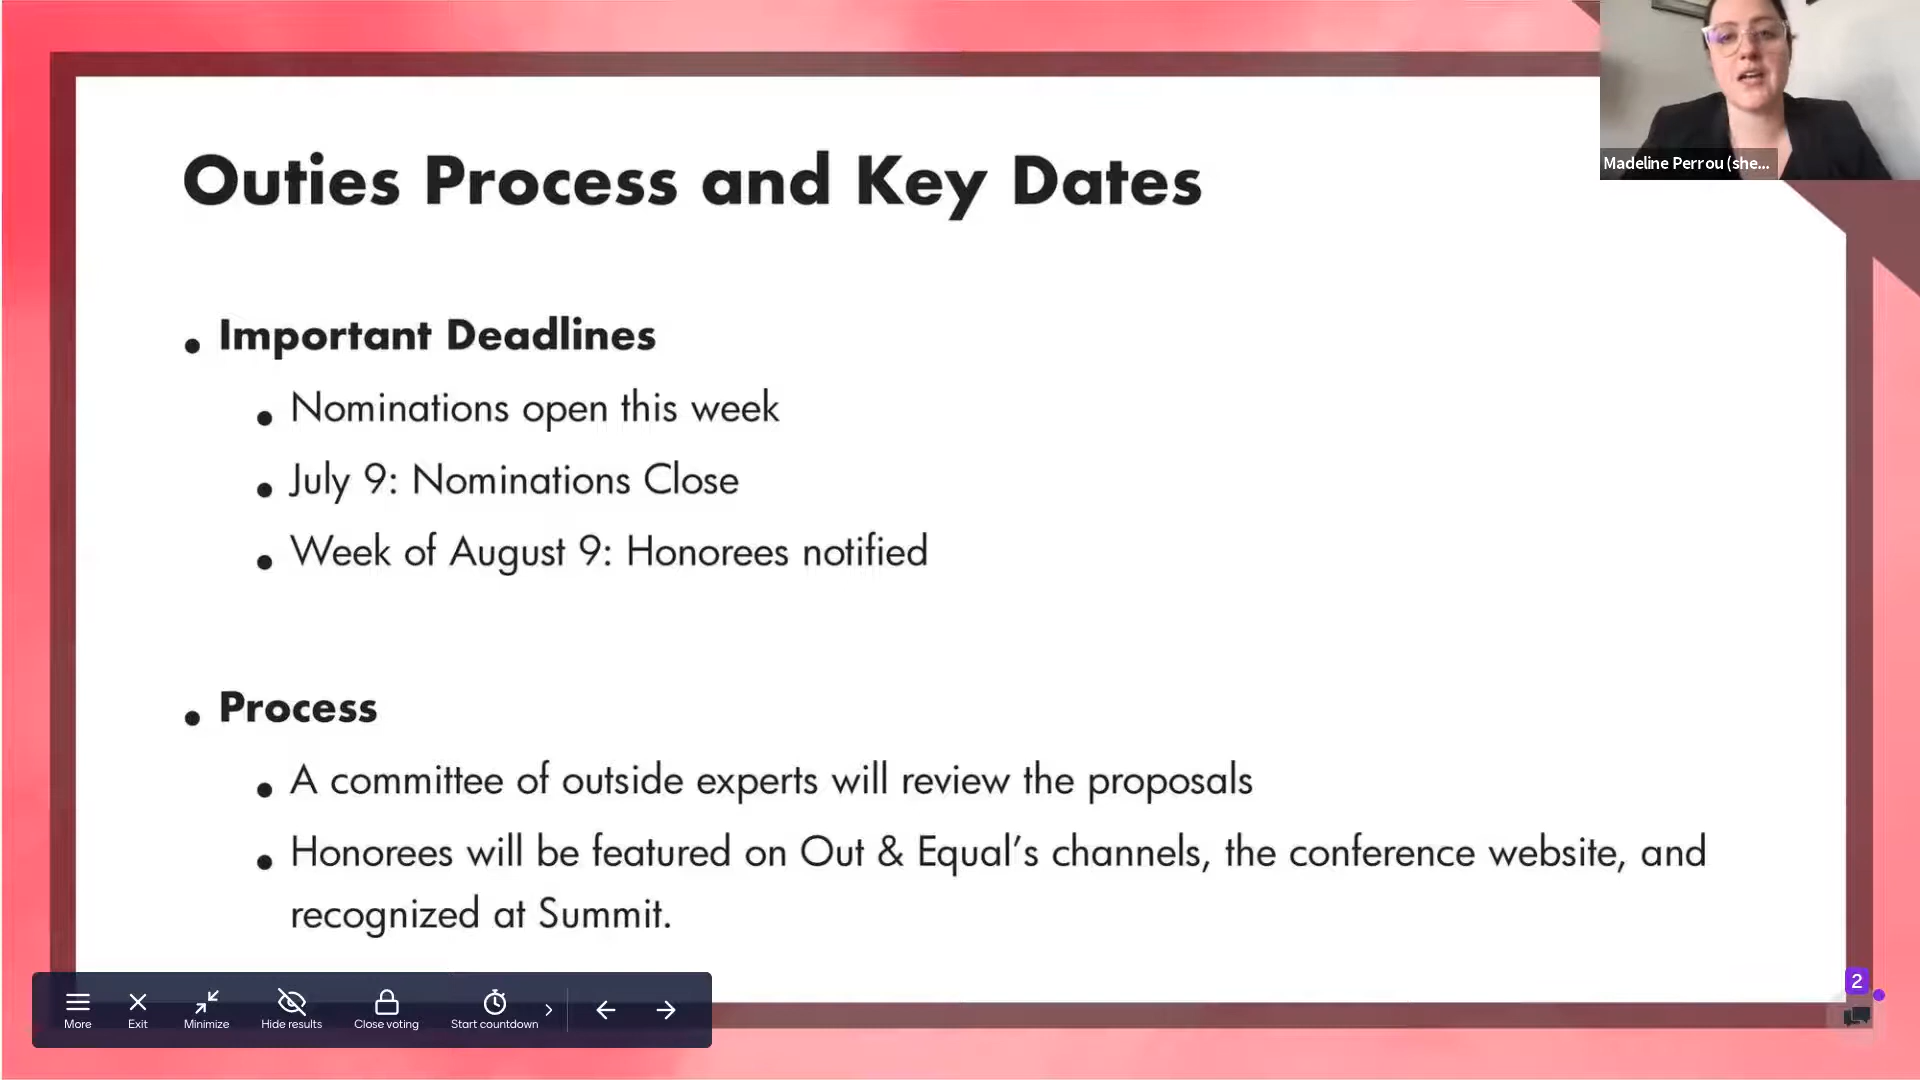 Outies Process and Key Dates
Madeline Perrou (she...
• Important Deadlines
• Nominations open this week
• July 9: Nominations Close
• Week of August 9: Honorees notified
• Process
• A committee of outside experts will review the proposals
• Honorees will be featured on Out & Equal’s channels, the conference website, and
recognized at Summit.
More
Exit
Minimize
Hide results
Close voting
Start countdown
2